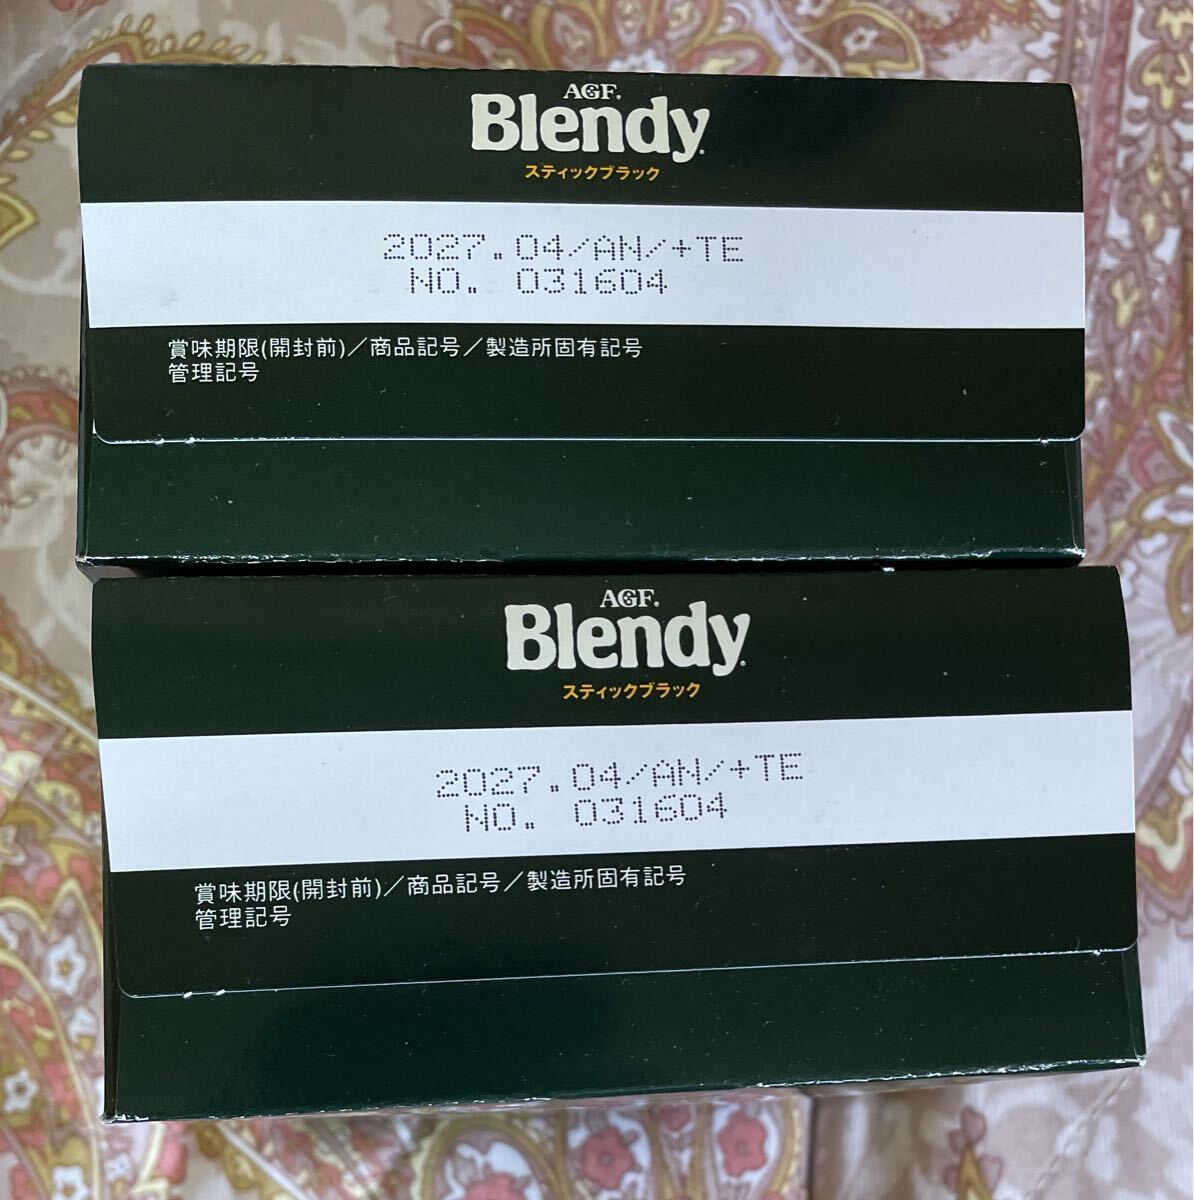 AGF.
Blendy.
スティックブラック
2027.04/AN/+TE
NO. 031604
賞味期限(開封前)／商品記号／製造所固有記号
管理記号
AGF.
Blendy.
スティックブラック
2027.04/AN/+TE
NO. 031604
賞味期限(開封前)／商品記号／製造所固有記号
管理記号